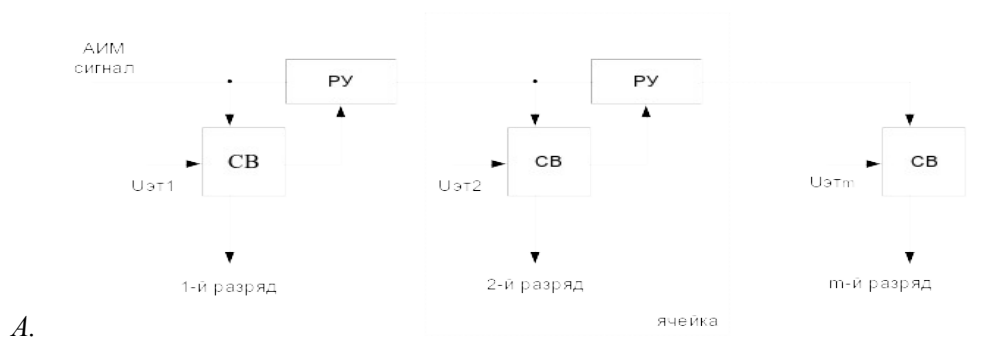 АИМ
сигнал
РУ
РУ
СВ
СВ
СВ
Uэт1
Uэт2
Uэтm
1-й разряд
2-й разряд
m-й разряд
ячейка
А.